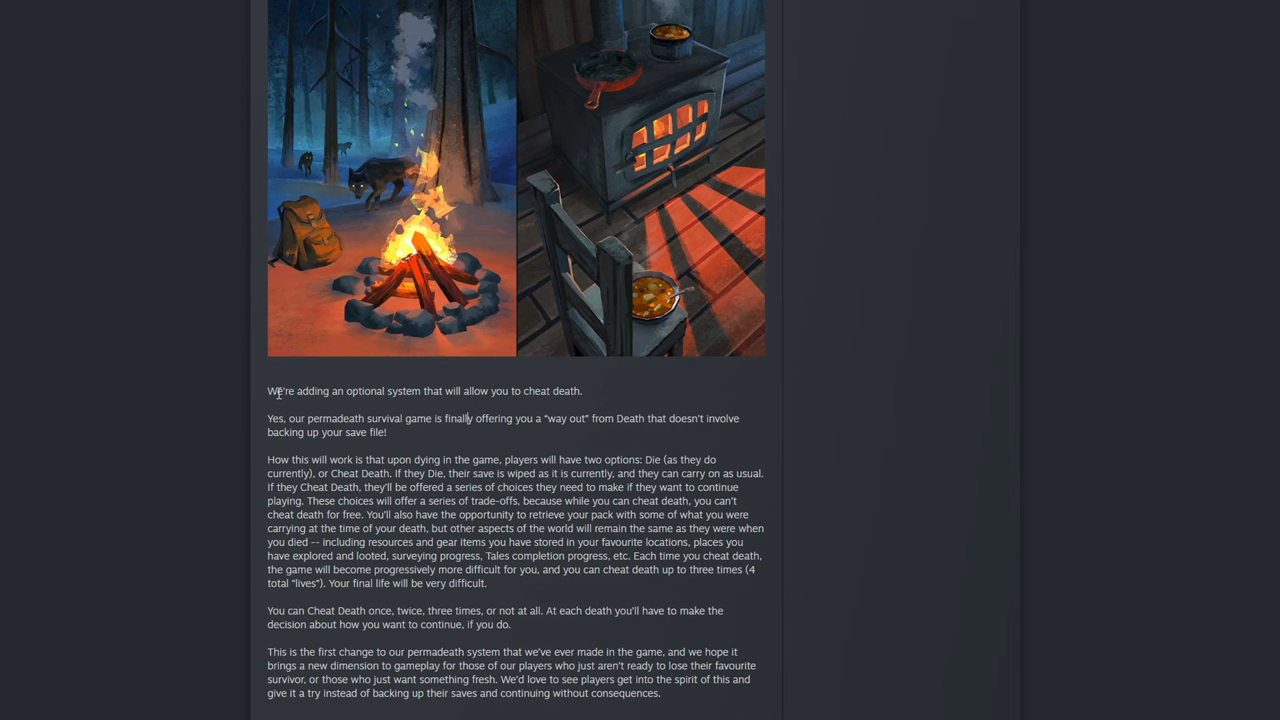 We're adding an optional system that will allow you to cheat death.
Yes, our permadeath survival game is finally offering you a "way out" from Death that doesn't involve
backing up your save file!
How this will work is that upon dying in the game, players will have two options: Die (as they do
currently), or Cheat Death. If they Die, their save is wiped as it is currently, and they can carry on as usual.
If they Cheat Death, they'll be offered a series of choices they need to make if they want to continue
playing. These choices will offer a series of trade-offs, because while you can cheat death, you can't
cheat death for free. You'll also have the opportunity to retrieve your pack with some of what you were
carrying at the time of your death, but other aspects of the world will remain the same as they were when
you died -- including resources and gear items you have stored in your favourite locations, places you
have explored and looted, surveying progress, Tales completion progress, etc. Each time you cheat death,
the game will become progressively more difficult for you, and you can cheat death up to three times (4
total "lives"). Your final life will be very difficult.
You can Cheat Death once, twice, three times, or not at all. At each death you'll have to make the
decision about how you want to continue, if you do.
This is the first change to our permadeath system that we've ever made in the game, and we hope it
brings a new dimension to gameplay for those of our players who just aren't ready to lose their favourite
survivor, or those who just want something fresh. We'd love to see players get into the spirit of this and
give it a try instead of backing up their saves and continuing without consequences.